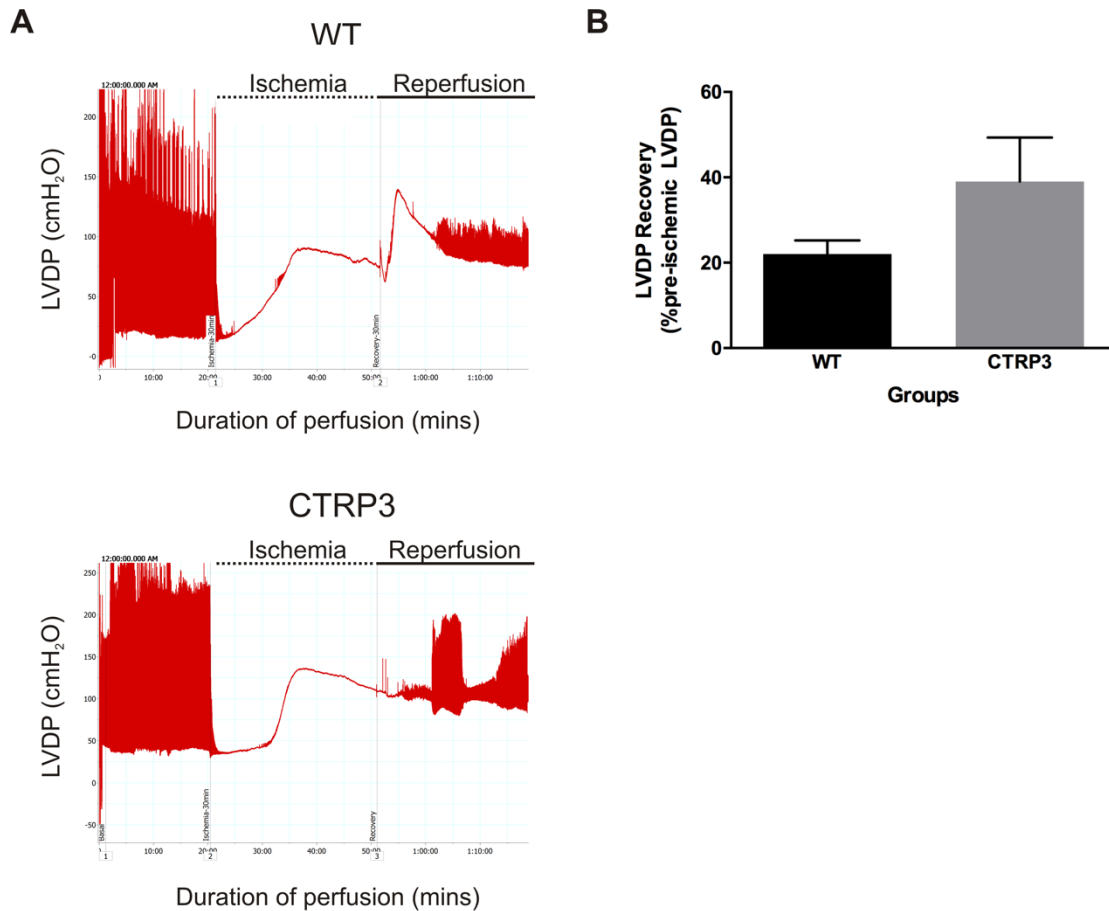 A
WT
12:00:00.000 AM
Ischemia
Reperfusion
LVDP (cmH₂O)
200
150
100
50
-0
Ischemia-30min
Recovery-30min
10:00
20:00
30:00
40:00
50:00
1:00:00
1:10:00
1
2
Duration of perfusion (mins)
CTRP3
12:00:00.000 AM
Ischemia
Reperfusion
LVDP (cmH₂O)
250
200
150
100
50
0
-50
Basal
Ischemia-30min
Recovery
10:00
20:00
30:00
40:00
1:00:00
1:10:00
1
2
3
Duration of perfusion (mins)
B
LVDP Recovery
(%pre-ischemic LVDP)
60
40
20
0
WT
CTRP3
Groups